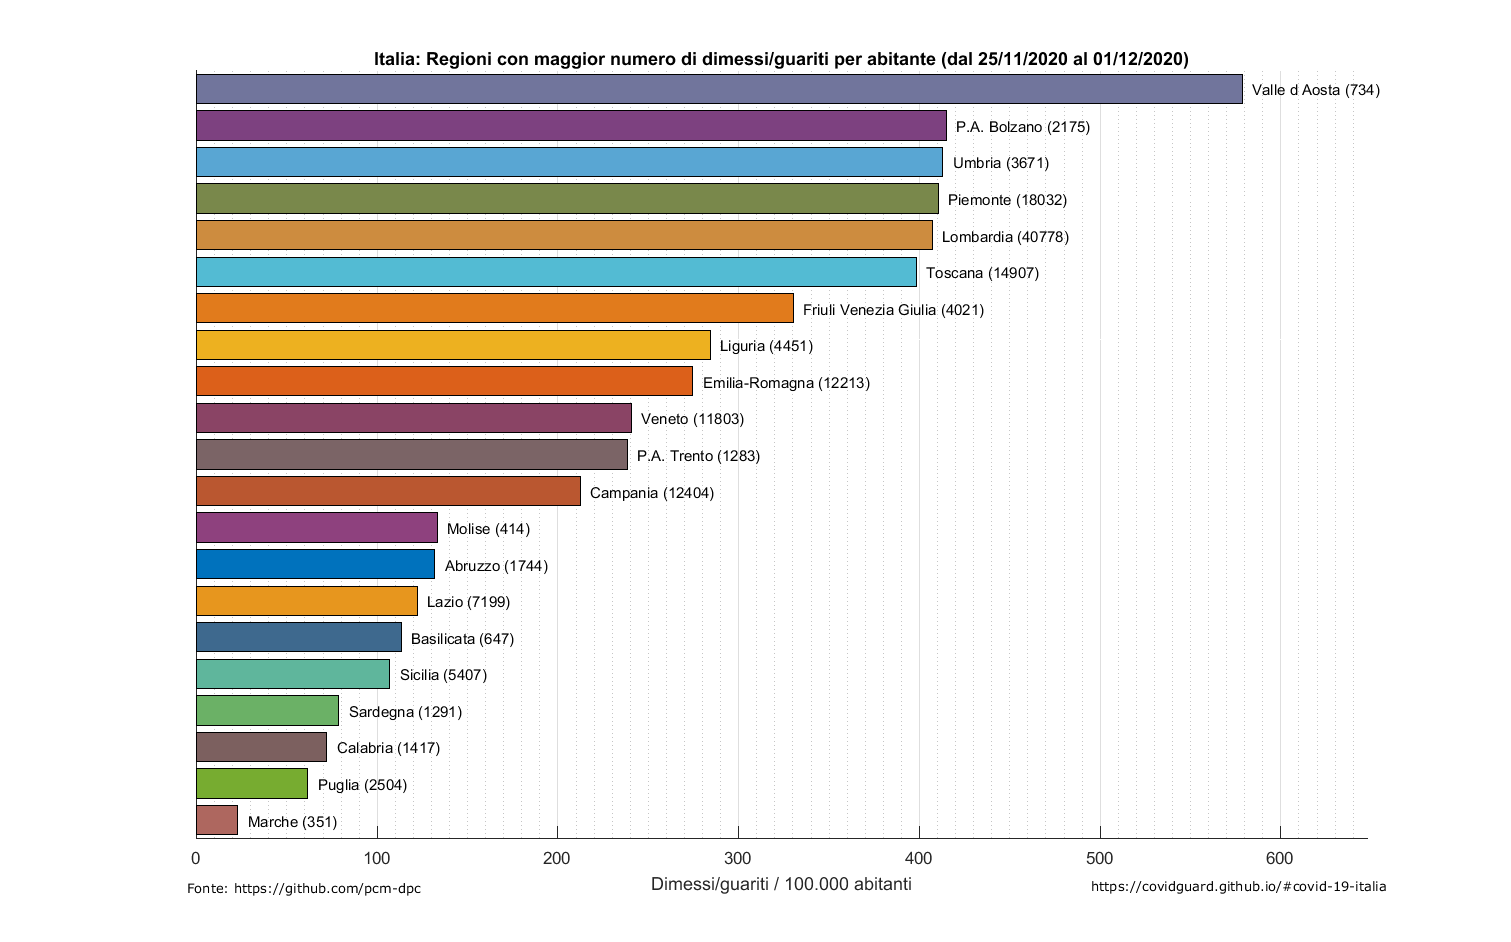 Italia: Regioni con maggior numero di dimessi/guariti per abitante (dal 25/11/2020 al 01/12/2020)
Valle d Aosta (734)
P.A. Bolzano (2175)
Umbria (3671)
Piemonte (18032)
Lombardia (40778)
Toscana (14907)
Friuli Venezia Giulia (4021)
Liguria (4451)
Emilia-Romagna (12213)
Veneto (11803)
P.A. Trento (1283)
Campania (12404)
Molise (414)
Abruzzo (1744)
Lazio (7199)
Basilicata (647)
Sicilia (5407)
Sardegna (1291)
Calabria (1417)
Puglia (2504)
Marche (351)
0 100 200 300 400 500 600
Dimessi/guariti / 100.000 abitanti
Fonte: https://github.com/pcm-dpc
https://covidguard.github.io/#covid-19-italia